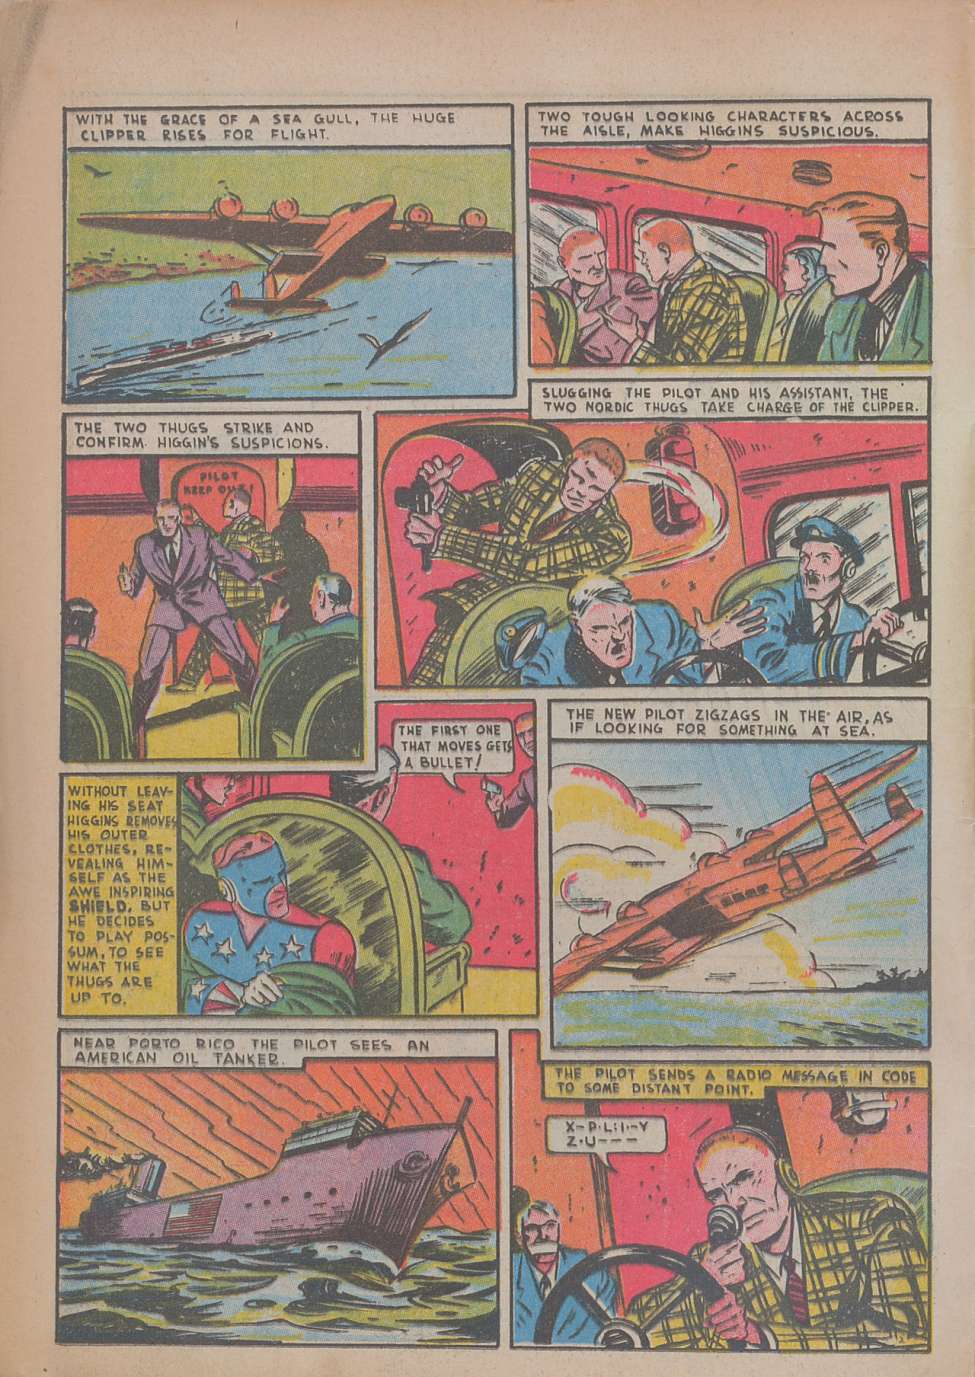 WITH THE GRACE OF A SEA GULL, THE HUGE
CLIPPER RISES FOR FLIGHT.
TWO TOUGH LOOKING CHARACTERS ACROSS
THE AISLE, MAKE HIGGINS SUSPICIOUS.
THE TWO THUGS STRIKE AND
CONFIRM HIGGIN'S SUSPICIONS.
PILOT
KEEP OUT!
SLUGGING THE PILOT AND HIS ASSISTANT, THE
TWO NORDIC THUGS TAKE CHARGE OF THE CLIPPER.
WITHOUT LEAV-
ING HIS SEAT
HIGGINS REMOVES
HIS OUTER
CLOTHES, RE-
VEALING HIM-
SELF AS THE
AWE INSPIRING
SHIELD, BUT
HE DECIDES
TO PLAY POS-
SUM, TO SEE
WHAT THE
THUGS ARE
UP TO.
THE FIRST ONE
THAT MOVES GETS
A BULLET!
THE NEW PILOT ZIGZAGS IN THE AIR, AS
IF LOOKING FOR SOMETHING AT SEA.
NEAR PORTO RICO THE PILOT SEES AN
AMERICAN OIL TANKER.
THE PILOT SENDS A RADIO MESSAGE IN CODE
TO SOME DISTANT POINT.
X-P-L-I-Y
Z-U---